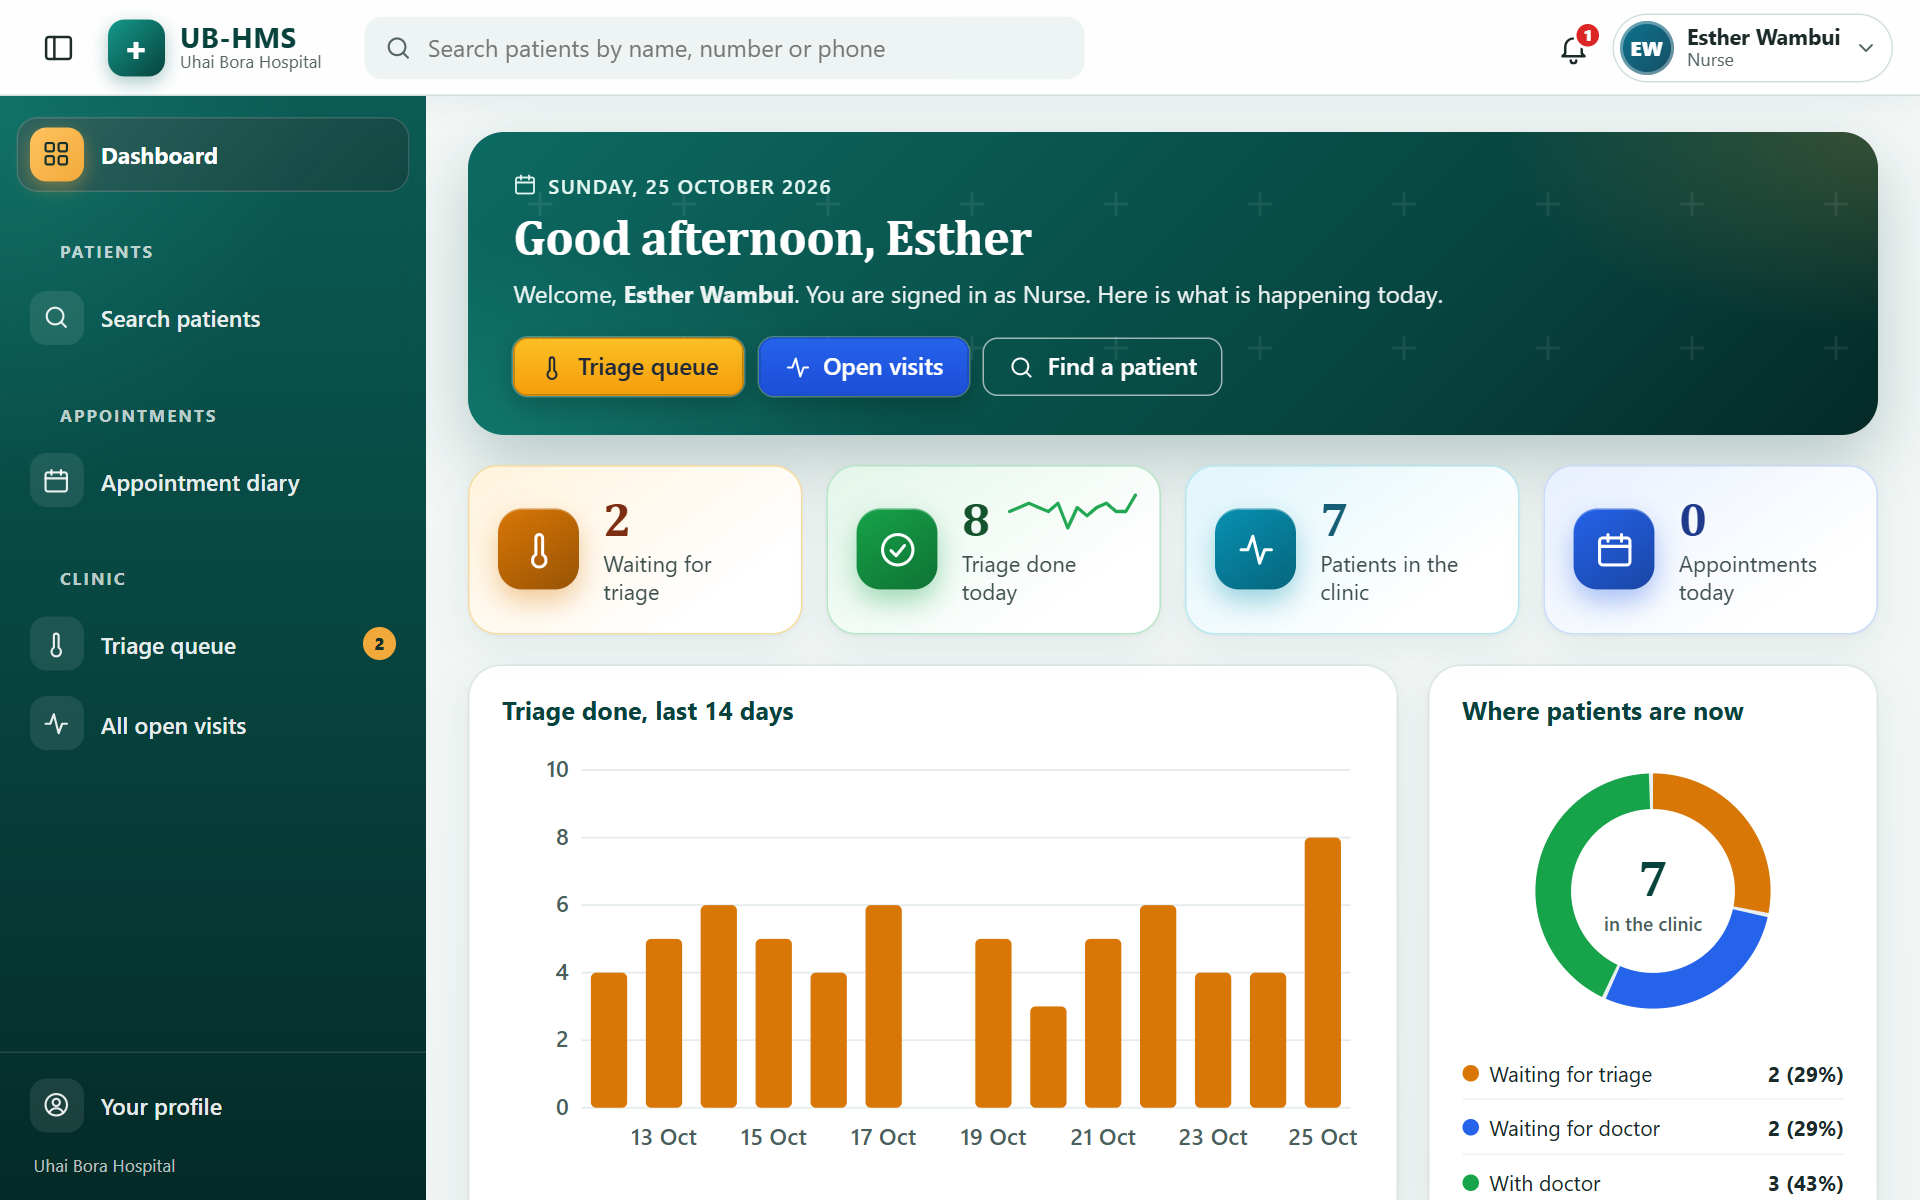 UB-HMS
Uhai Bora Hospital
Search patients by name, number or phone
1
EW
Esther Wambui
Nurse
Dashboard
PATIENTS
Search patients
APPOINTMENTS
Appointment diary
CLINIC
Triage queue
2
All open visits
Your profile
Uhai Bora Hospital
SUNDAY, 25 OCTOBER 2026
Good afternoon, Esther
Welcome, Esther Wambui. You are signed in as Nurse. Here is what is happening today.
Triage queue
Open visits
Find a patient
2
Waiting for
triage
8
Triage done
today
7
Patients in the
clinic
0
Appointments
today
Triage done, last 14 days
10
8
6
4
2
0
13 Oct
15 Oct
17 Oct
19 Oct
21 Oct
23 Oct
25 Oct
Where patients are now
7
in the clinic
Waiting for triage 2 (29%)
Waiting for doctor 2 (29%)
With doctor 3 (43%)